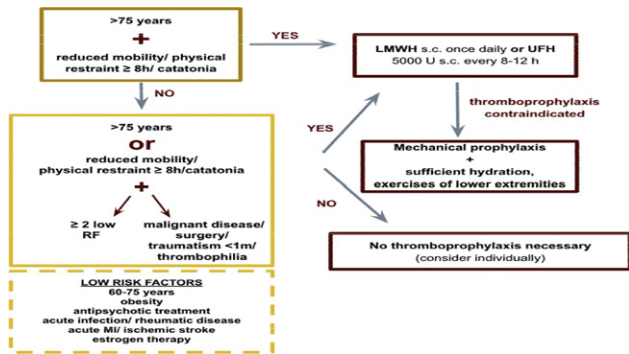 >75 years
+
reduced mobility/ physical
restraint ≥ 8h/ catatonia
YES
LMWH s.c. once daily or UFH
5000 U s.c. every 8-12 h
NO
thromboprophylaxis
contraindicated
>75 years
or
reduced mobility/
physical restraint ≥ 8h/catatonia
+
≥ 2 low
RF
malignant disease/
surgery/
traumatism <1m/
thrombophilia
YES
Mechanical prophylaxis
+
sufficient hydration,
exercises of lower extremities
NO
No thromboprophylaxis necessary
(consider individually)
LOW RISK FACTORS
60-75 years
obesity
antipsychotic treatment
acute infection/ rheumatic disease
acute MI/ ischemic stroke
estrogen therapy